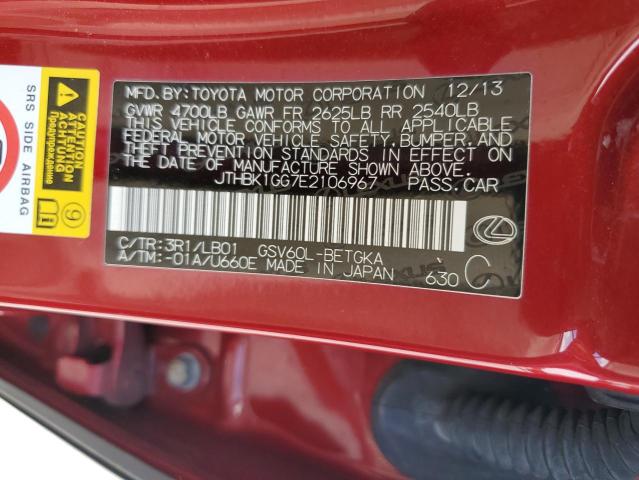 MFD. BY: TOYOTA MOTOR CORPORATION 12/13
GVWR 4700LB GAWR FR 2625LB RR 2540LB
THIS VEHICLE CONFORMS TO ALL APPLICABLE
FEDERAL MOTOR VEHICLE SAFETY, BUMPER, AND
THEFT PREVENTION STANDARDS IN EFFECT ON
THE DATE OF MANUFACTURE SHOWN ABOVE.
JTHBK1GG7E2106967 PASS.CAR
C/TR:3R1/LB01 GSV60L-BETGKA
A/TM:-01A/U660E MADE IN JAPAN 630 C
SRS SIDE AIRBAG
ATTENTION
ACHTUNG
Предупреждение
9